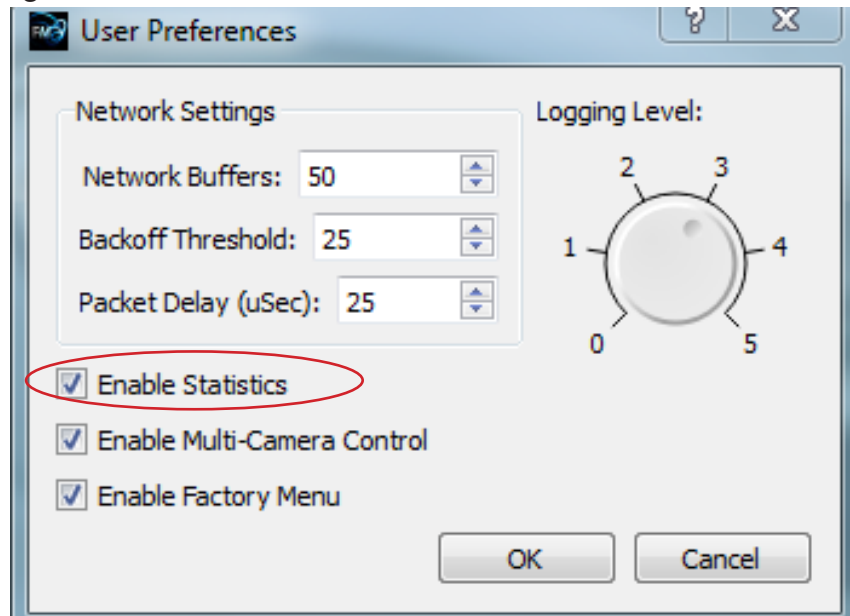 User Preferences
Network Settings
Network Buffers: 50
Backoff Threshold: 25
Packet Delay (uSec): 25
Logging Level:
0
1
2
3
4
5
Enable Statistics
Enable Multi-Camera Control
Enable Factory Menu
OK
Cancel